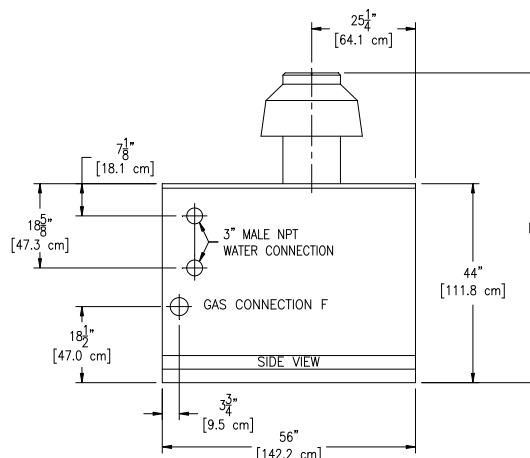 25 1/4"
[64.1 cm]
7 1/8"
[18.1 cm]
18 5/8"
[47.3 cm]
3" MALE NPT
WATER CONNECTION
44"
[111.8 cm]
GAS CONNECTION F
18 1/2"
[47.0 cm]
SIDE VIEW
3 3/4"
[9.5 cm]
56"
[142.2 cm]